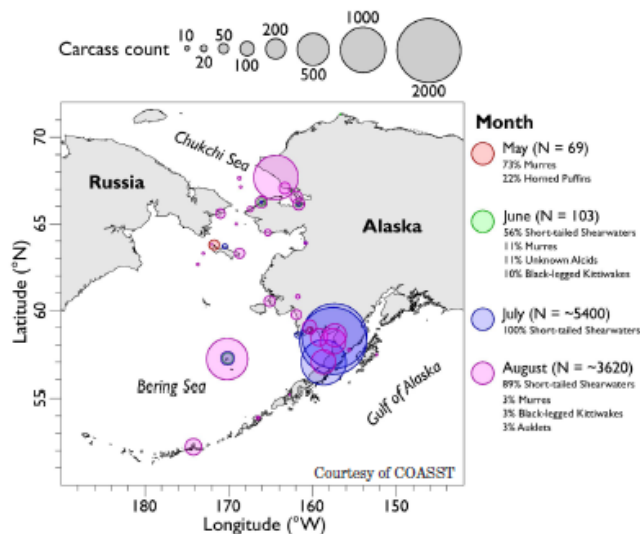 1000
200
50
10
Carcass count
20
100
500
2000
70
65
60
55
Latitude (°N)
Chukchi Sea
Russia
Alaska
Bering Sea
Gulf of Alaska
Courtesy of COASST
180
170
160
150
Longitude (°W)
Month
May (N = 69)
73% Murres
22% Horned Puffins
June (N = 103)
56% Short-tailed Shearwaters
11% Murres
11% Unknown Alcids
10% Black-legged Kittiwakes
July (N = ~5400)
100% Short-tailed Shearwaters
August (N = ~3620)
89% Short-tailed Shearwaters
3% Murres
3% Black-legged Kittiwakes
3% Auklets